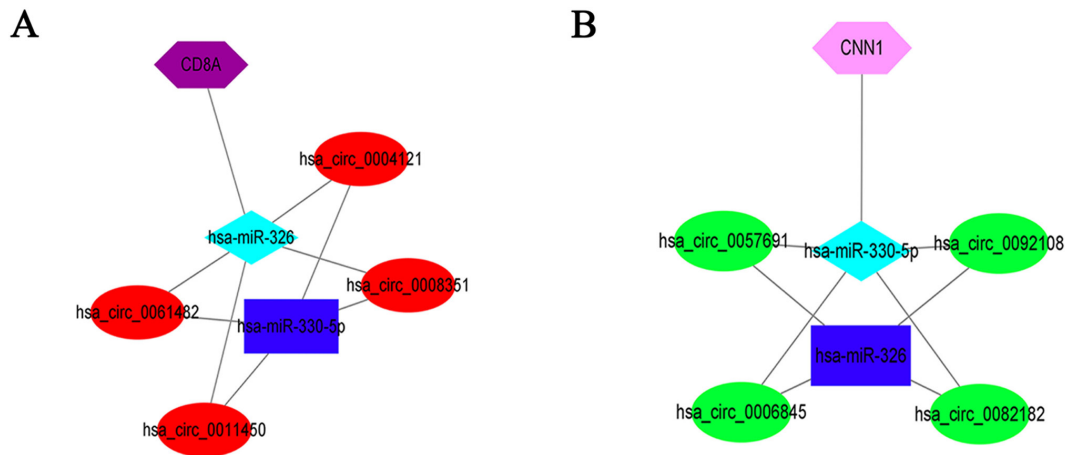 A
CD8A
hsa_circ_0004121
hsa-miR-326
hsa_circ_0008351
hsa_circ_0061482
hsa-miR-330-5p
hsa_circ_0011450
B
CNN1
hsa_circ_0057691
hsa-miR-330-5p
hsa_circ_0092108
hsa-miR-326
hsa_circ_0006845
hsa_circ_0082182